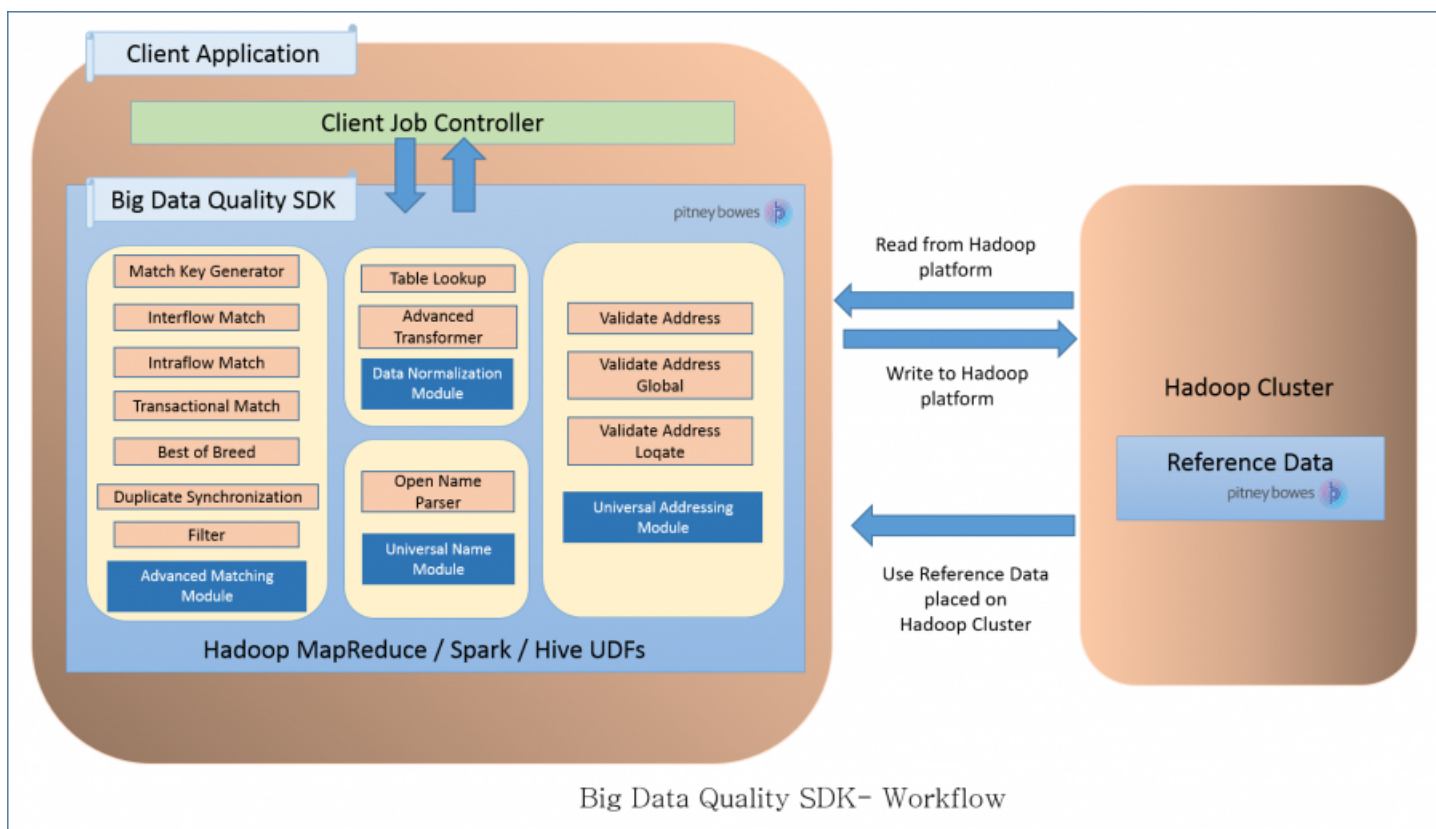 Client Application
Client Job Controller
Big Data Quality SDK
pitney bowes
Match Key Generator
Interflow Match
Intraflow Match
Transactional Match
Best of Breed
Duplicate Synchronization
Filter
Advanced Matching
Module
Table Lookup
Advanced
Transformer
Data Normalization
Module
Open Name
Parser
Universal Name
Module
Validate Address
Validate Address
Global
Validate Address
Loqate
Universal Addressing
Module
Hadoop MapReduce / Spark / Hive UDFs
Read from Hadoop
platform
Write to Hadoop
platform
Use Reference Data
placed on
Hadoop Cluster
Hadoop Cluster
Reference Data
pitney bowes
Big Data Quality SDK- Workflow